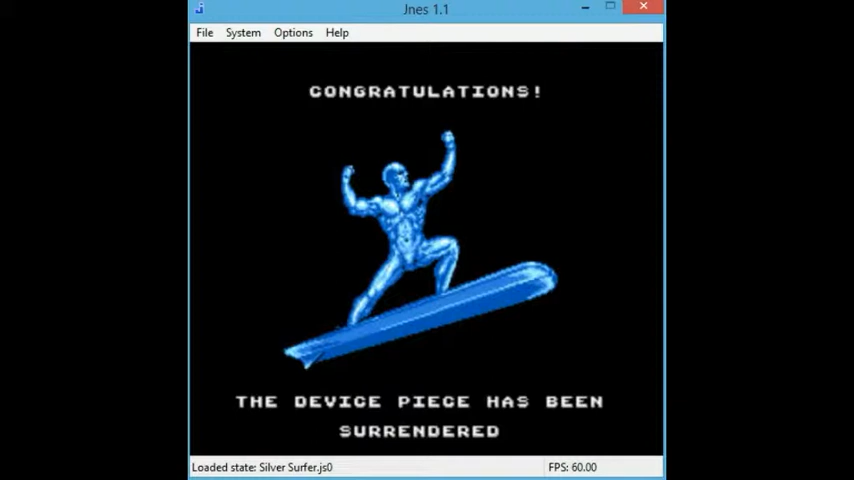 Jnes 1.1
File System Options Help
CONGRATULATIONS!
THE DEVICE PIECE HAS BEEN
SURRENDERED
Loaded state: Silver Surfer.js0 FPS: 60.00